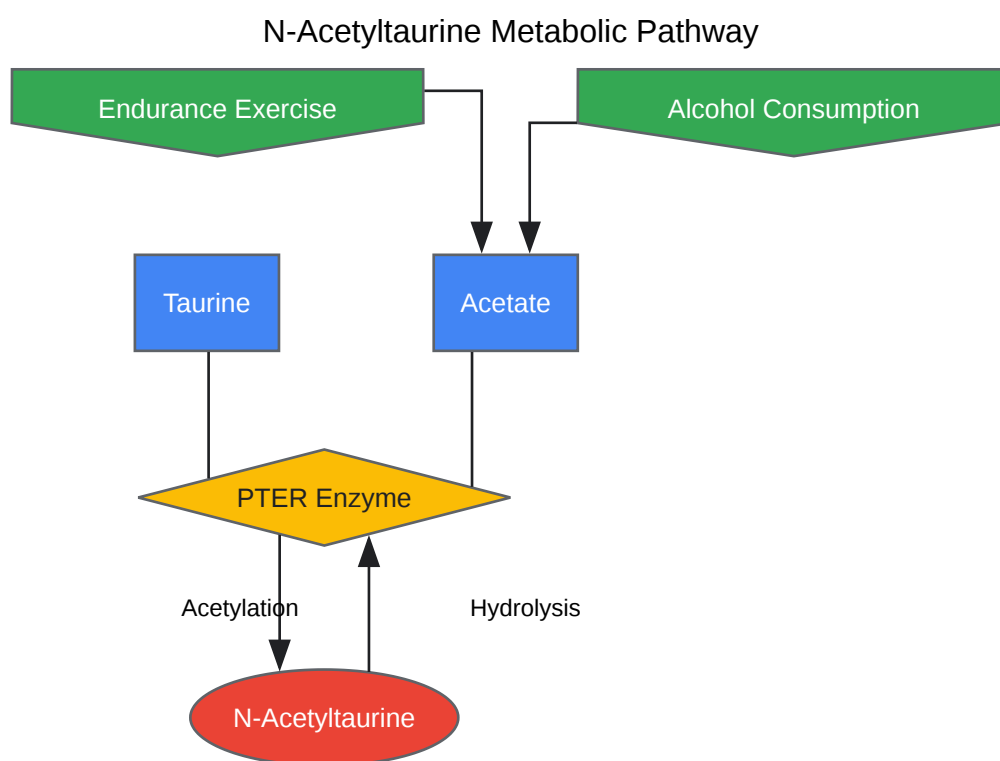 N-Acetyltaurine Metabolic Pathway
Endurance Exercise
Alcohol Consumption
Taurine
Acetate
PTER Enzyme
Acetylation
Hydrolysis
N-Acetyltaurine